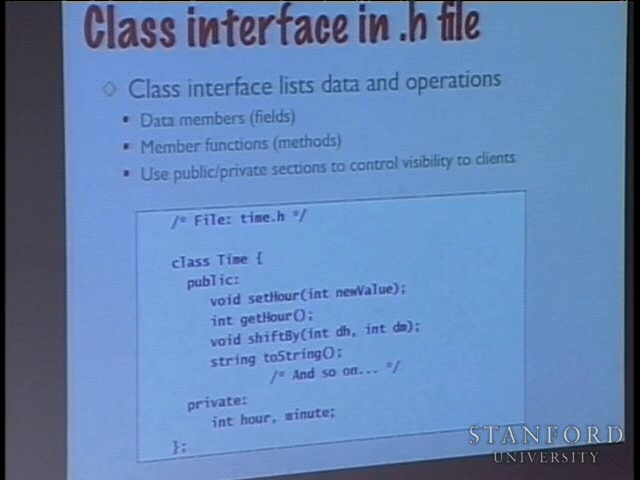 Class interface in .h file
◇ Class interface lists data and operations
▪ Data members (fields)
▪ Member functions (methods)
▪ Use public/private sections to control visibility to clients
/* File: time.h */
class Time {
public:
void setHour(int newValue);
int getHour();
void shiftBy(int dh, int dm);
string toString();
/* And so on... */
private:
int hour, minute;
};
STANFORD
UNIVERSITY